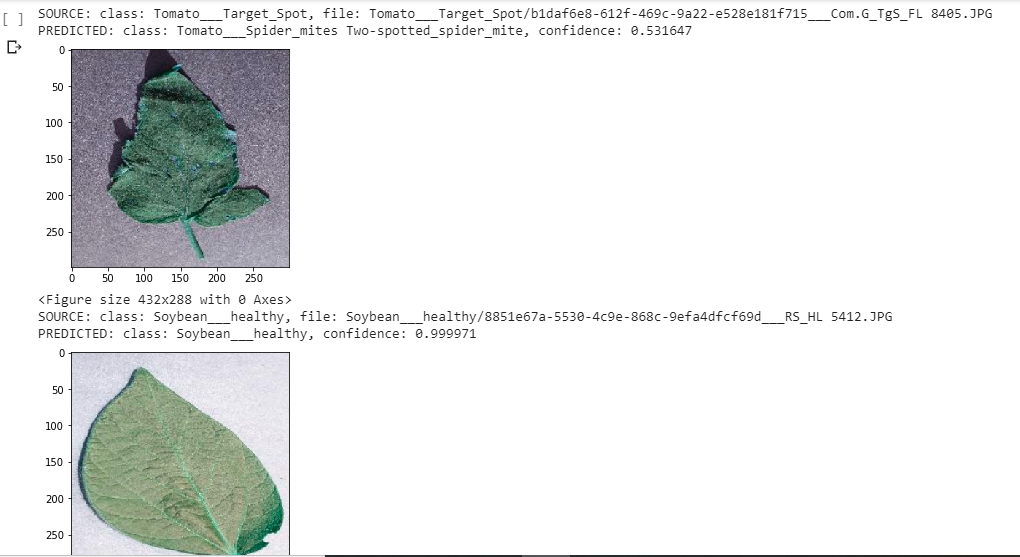 [ ] SOURCE: class: Tomato___Target_Spot, file: Tomato___Target_Spot/b1daf6e8-612f-469c-9a22-e528e181f715___Com.G_TgS_FL 8405.JPG
PREDICTED: class: Tomato___Spider_mites Two-spotted_spider_mite, confidence: 0.531647
0
50
100
150
200
250
0 50 100 150 200 250
<Figure size 432x288 with 0 Axes>
SOURCE: class: Soybean___healthy, file: Soybean___healthy/8851e67a-5530-4c9e-868c-9efa4dfcf69d___RS_HL 5412.JPG
PREDICTED: class: Soybean___healthy, confidence: 0.999971
0
50
100
150
200
250